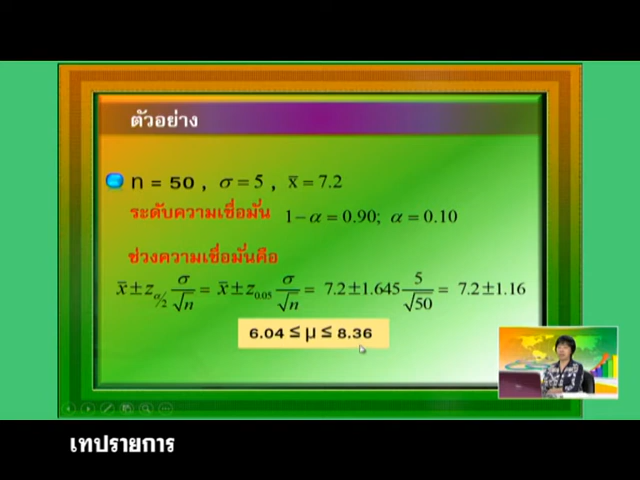 ตัวอย่าง
n = 50 , σ = 5 , x̄ = 7.2
ระดับความเชื่อมั่น 1 − α = 0.90; α = 0.10
ช่วงความเชื่อมั่นคือ
x̄ ± z_{α/2} σ/√n = x̄ ± z_{0.05} σ/√n = 7.2 ± 1.645 5/√50 = 7.2 ± 1.16
6.04 ≤ μ ≤ 8.36
เทปรายการ